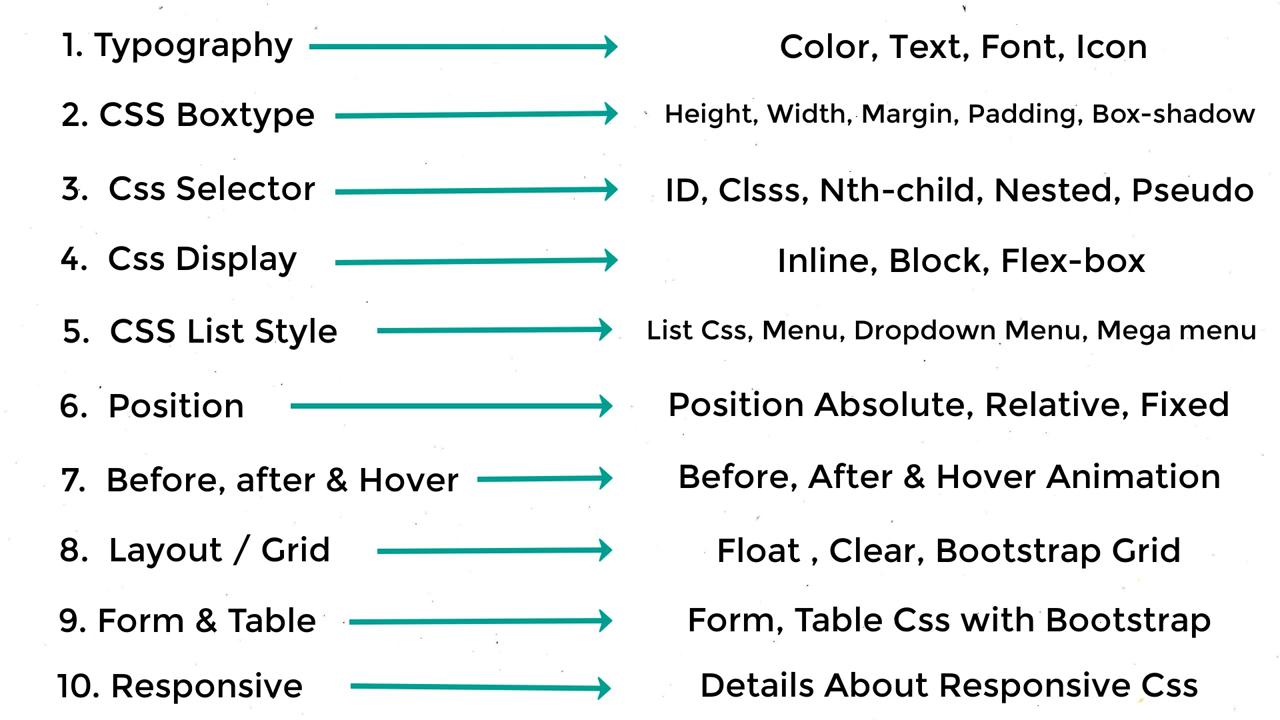 1. Typography Color, Text, Font, Icon
2. CSS Boxtype Height, Width, Margin, Padding, Box-shadow
3. Css Selector ID, Clsss, Nth-child, Nested, Pseudo
4. Css Display Inline, Block, Flex-box
5. CSS List Style List Css, Menu, Dropdown Menu, Mega menu
6. Position Position Absolute, Relative, Fixed
7. Before, after & Hover Before, After & Hover Animation
8. Layout / Grid Float , Clear, Bootstrap Grid
9. Form & Table Form, Table Css with Bootstrap
10. Responsive Details About Responsive Css